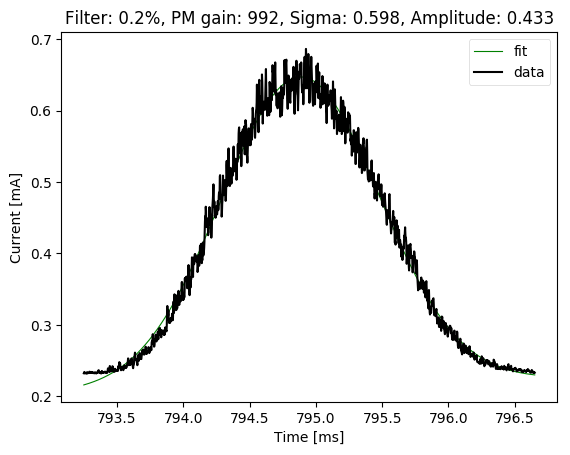 Filter: 0.2%, PM gain: 992, Sigma: 0.598, Amplitude: 0.433
fit
data
0.7
0.6
0.5
0.4
0.3
0.2
Current [mA]
793.5 794.0 794.5 795.0 795.5 796.0 796.5
Time [ms]